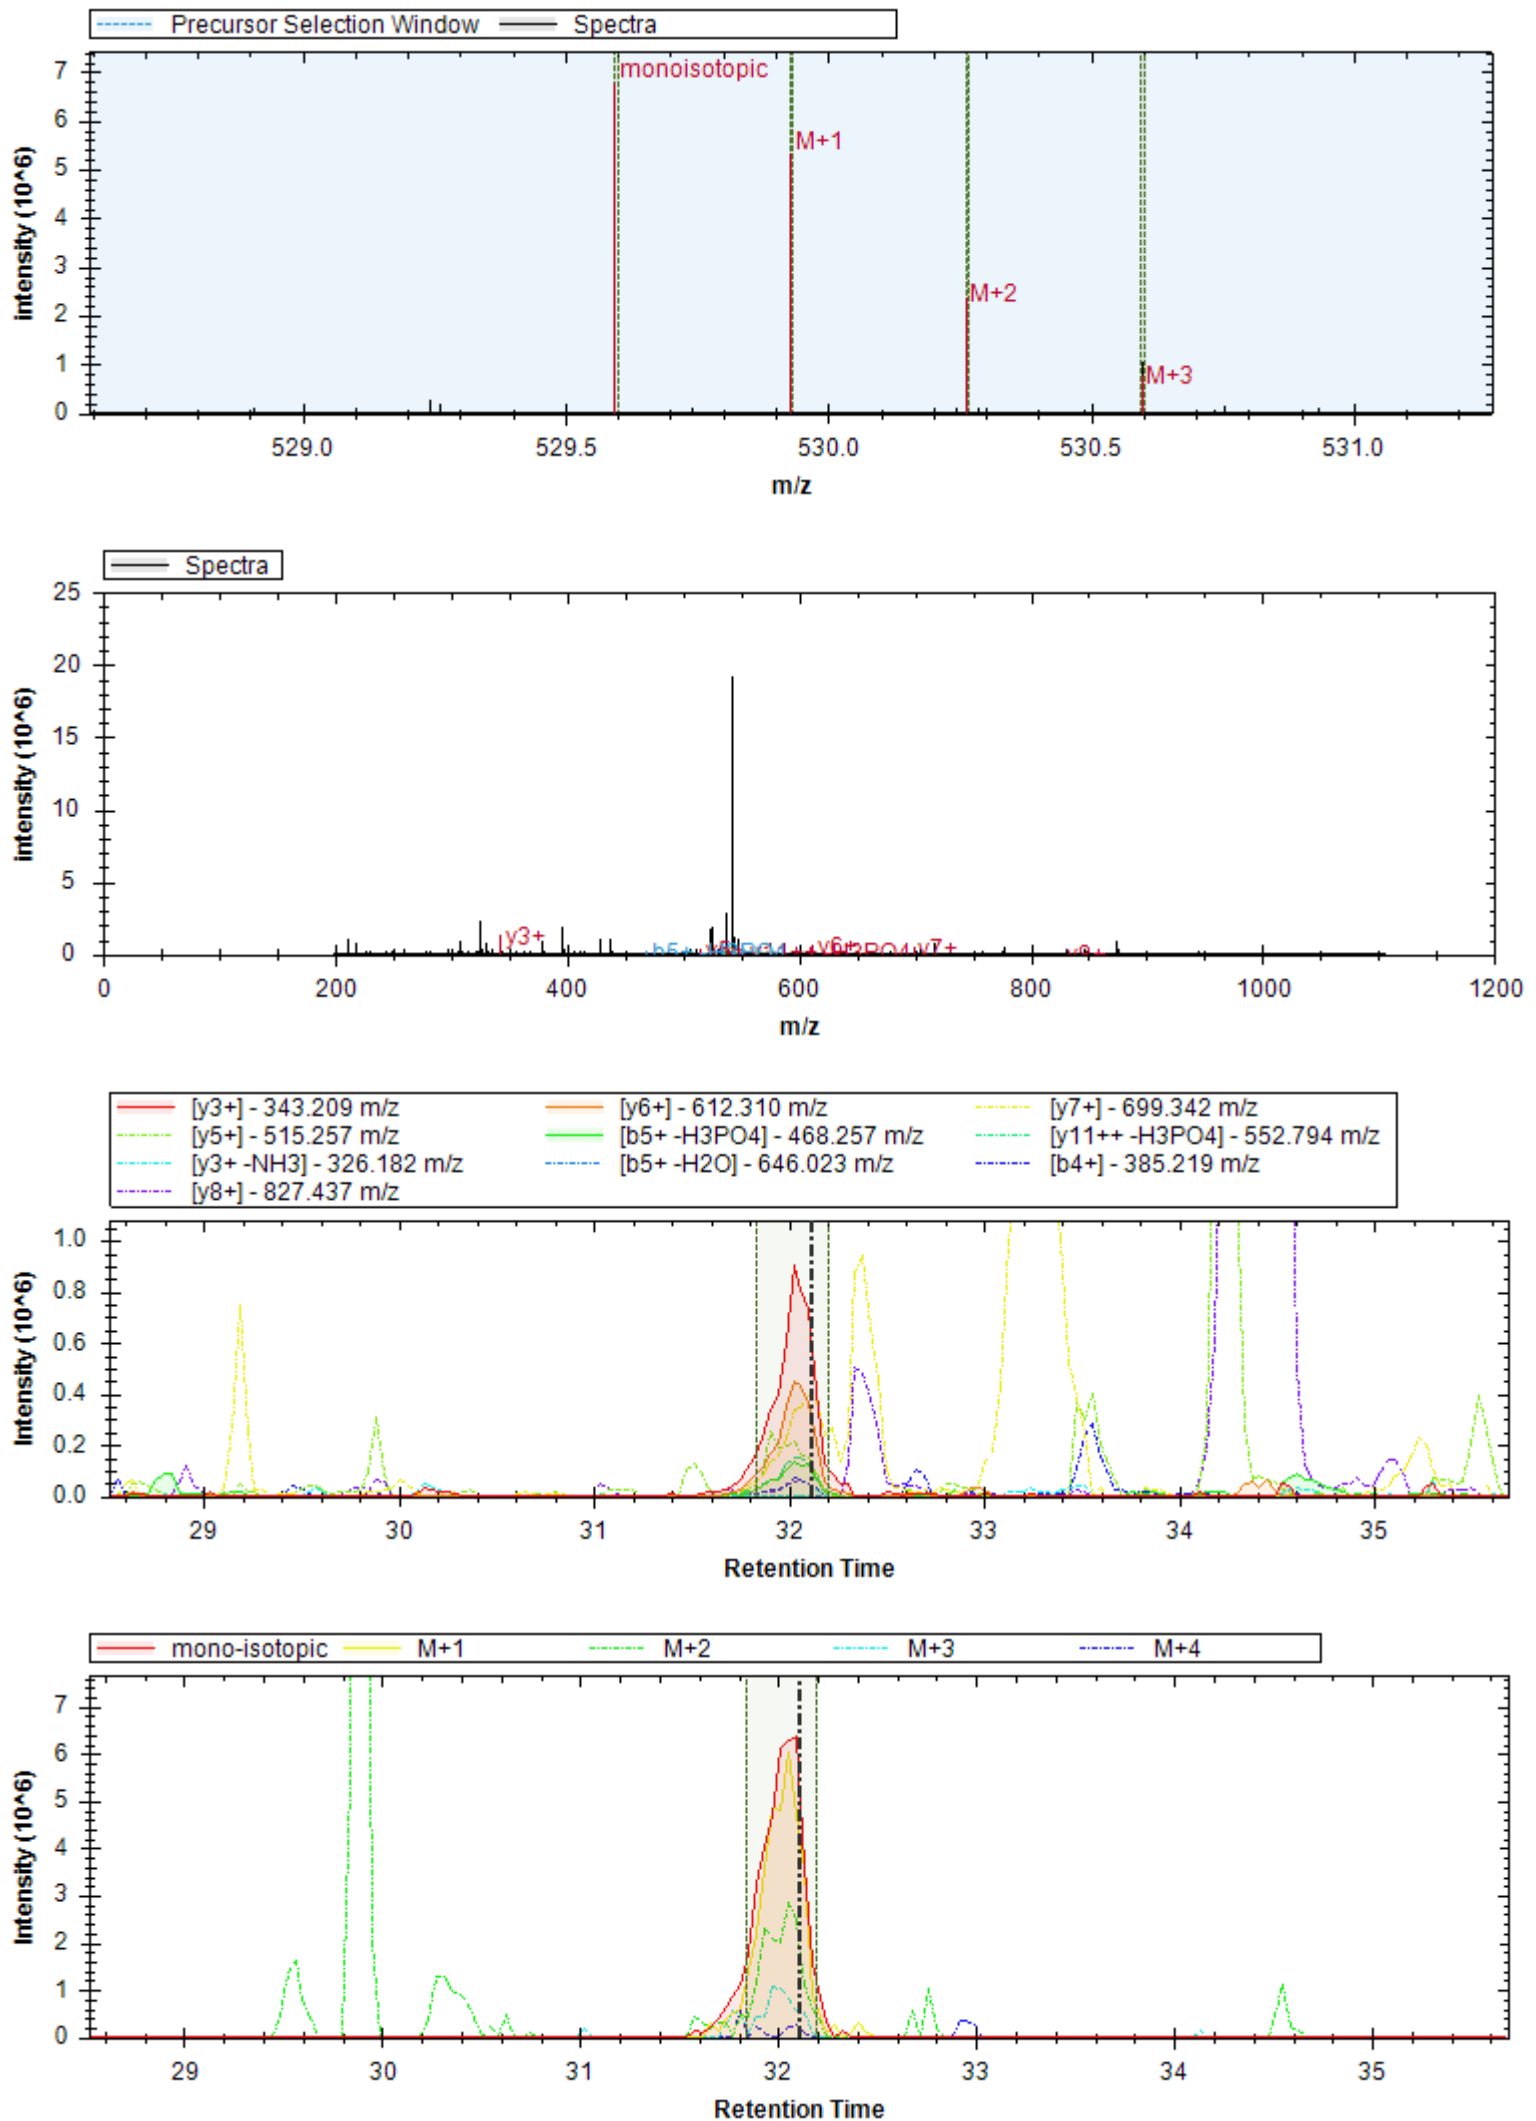 Precursor Selection Window Spectra
monoisotopic
M+1
M+2
M+3
intensity (10^6)
7
6
5
4
3
2
1
0
529.0 529.5 530.0 530.5 531.0
m/z
Spectra
intensity (10^6)
25
20
15
10
5
0
y3+ b5+ y6+ y7+
0 200 400 600 800 1000 1200
m/z
[y3+] - 343.209 m/z [y6+] - 612.310 m/z [y7+] - 699.342 m/z
[y5+] - 515.257 m/z [b5+ -H3PO4] - 468.257 m/z [y11++ -H3PO4] - 552.794 m/z
[y3+ -NH3] - 326.182 m/z [b5+ -H2O] - 646.023 m/z [b4+] - 385.219 m/z
[y8+] - 827.437 m/z
Intensity (10^6)
1.0
0.8
0.6
0.4
0.2
0.0
29 30 31 32 33 34 35
Retention Time
mono-isotopic M+1 M+2 M+3 M+4
Intensity (10^6)
7
6
5
4
3
2
1
0
29 30 31 32 33 34 35
Retention Time